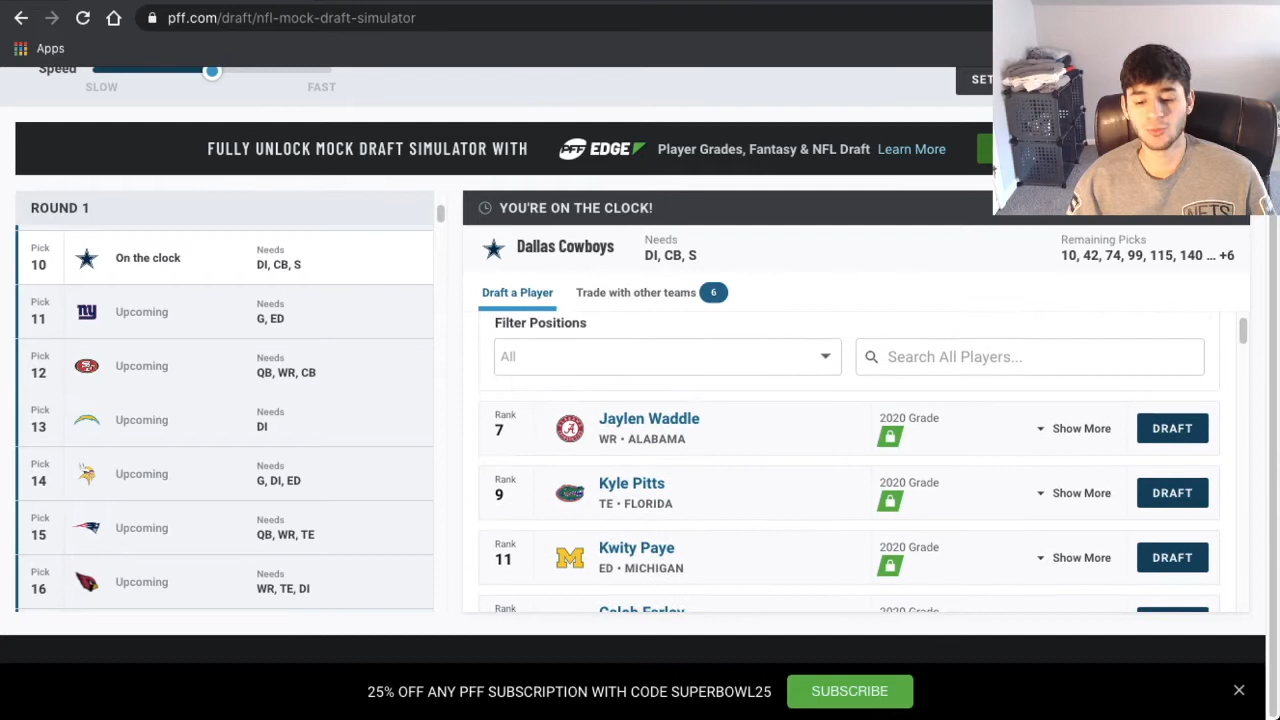 pff.com/draft/nfl-mock-draft-simulator
Apps
Speed
SLOW
FAST
SET
FULLY UNLOCK MOCK DRAFT SIMULATOR WITH
PFF EDGE
Player Grades, Fantasy & NFL Draft Learn More
ROUND 1
Pick
10
On the clock
Needs
DI, CB, S
Pick
11
Upcoming
Needs
G, ED
Pick
12
Upcoming
Needs
QB, WR, CB
Pick
13
Upcoming
Needs
DI
Pick
14
Upcoming
Needs
G, DI, ED
Pick
15
Upcoming
Needs
QB, WR, TE
Pick
16
Upcoming
Needs
WR, TE, DI
YOU'RE ON THE CLOCK!
Dallas Cowboys
Needs
DI, CB, S
Remaining Picks
10, 42, 74, 99, 115, 140 ... +6
Draft a Player
Trade with other teams 6
Filter Positions
All
Search All Players...
Rank
7
Jaylen Waddle
WR • ALABAMA
2020 Grade
Show More
DRAFT
Rank
9
Kyle Pitts
TE • FLORIDA
2020 Grade
Show More
DRAFT
Rank
11
Kwity Paye
ED • MICHIGAN
2020 Grade
Show More
DRAFT
Rank
Caleb Farley
2020 Grade
25% OFF ANY PFF SUBSCRIPTION WITH CODE SUPERBOWL25
SUBSCRIBE
NETS